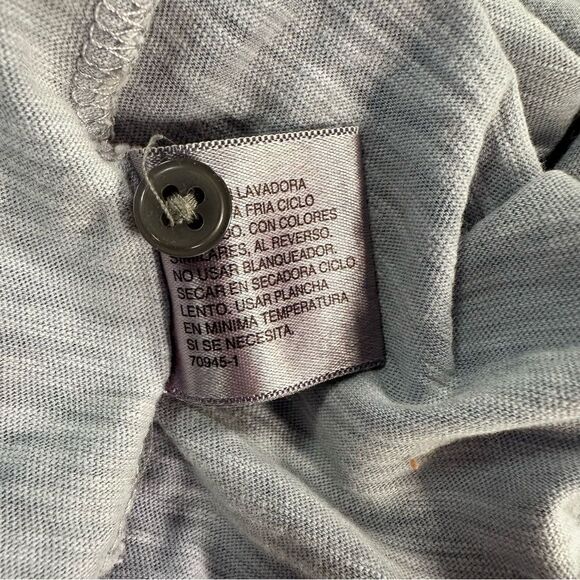 LAVADORA
A FRIA CICLO
GO. CON COLORES
SIMILARES, AL REVERSO.
NO USAR BLANQUEADOR.
SECAR EN SECADORA CICLO
LENTO. USAR PLANCHA
EN MINIMA TEMPERATURA
SI SE NECESITA.
70945-1